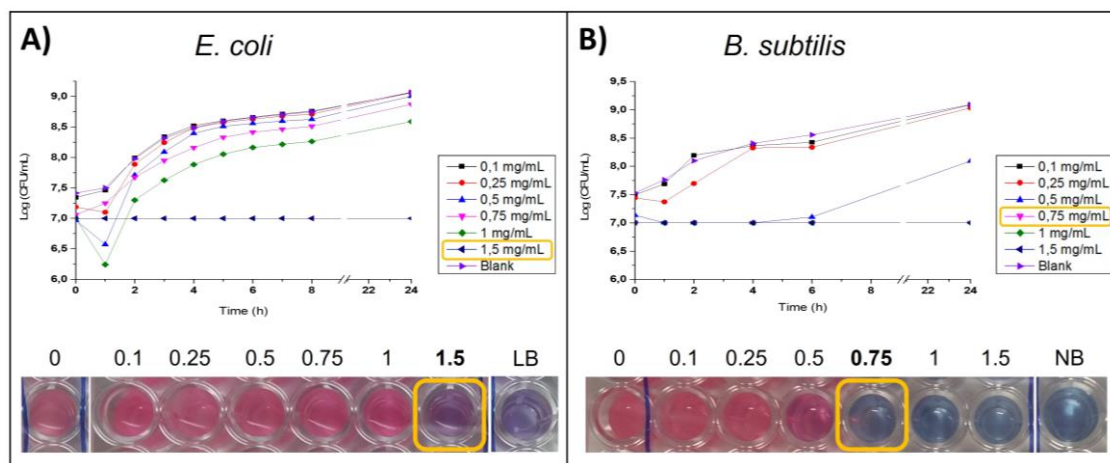 A)
E. coli
9,0
8,5
8,0
7,5
7,0
6,5
6,0
Log (CFU/mL)
0 2 4 6 8 22 24
Time (h)
0,1 mg/mL
0,25 mg/mL
0,5 mg/mL
0,75 mg/mL
1 mg/mL
1,5 mg/mL
Blank
0 0.1 0.25 0.5 0.75 1 1.5 LB
B)
B. subtilis
9,5
9,0
8,5
8,0
7,5
7,0
6,5
6,0
Log (CFU/mL)
0 2 4 6 8 22 24
Time (h)
0,1 mg/mL
0,25 mg/mL
0,5 mg/mL
0,75 mg/mL
1 mg/mL
1,5 mg/mL
Blank
0 0.1 0.25 0.5 0.75 1 1.5 NB